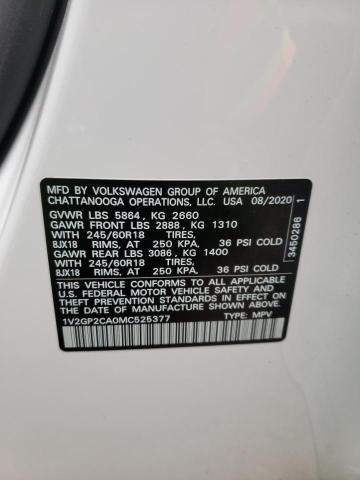 MFD BY VOLKSWAGEN GROUP OF AMERICA
CHATTANOOGA OPERATIONS, LLC. USA 08/2020
GVWR LBS 5864, KG 2660
GAWR FRONT LBS 2888, KG 1310
WITH 245/60R18 TIRES,
8JX18 RIMS, AT 250 KPA, 36 PSI COLD
GAWR REAR LBS 3086, KG 1400
WITH 245/60R18 TIRES,
8JX18 RIMS, AT 250 KPA, 36 PSI COLD
THIS VEHICLE CONFORMS TO ALL APPLICABLE
U.S. FEDERAL MOTOR VEHICLE SAFETY AND
THEFT PREVENTION STANDARDS IN EFFECT ON
THE DATE OF MANUFACTURE SHOWN ABOVE.
1V2GP2CA0MC525377 TYPE: MPV
3450286 1